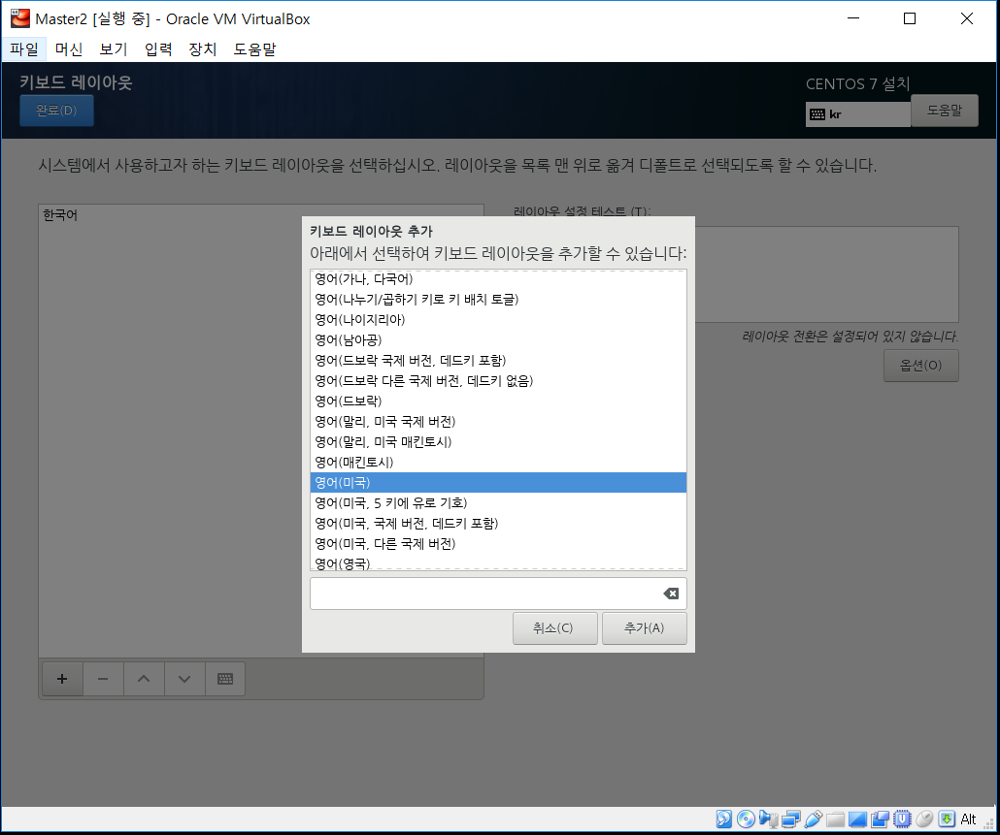 Master2 [실행 중] - Oracle VM VirtualBox
파일 머신 보기 입력 장치 도움말
키보드 레이아웃
CENTOS 7 설치
완료(D)
kr
도움말
시스템에서 사용하고자 하는 키보드 레이아웃을 선택하십시오. 레이아웃을 목록 맨 위로 옮겨 디폴트로 선택되도록 할 수 있습니다.
한국어
레이아웃 설정 테스트 (T):
키보드 레이아웃 추가
아래에서 선택하여 키보드 레이아웃을 추가할 수 있습니다:
영어(가나, 다국어)
영어(나누기/곱하기 키로 키 배치 토글)
영어(나이지리아)
영어(남아공)
영어(드보락 국제 버전, 데드키 포함)
영어(드보락 다른 국제 버전, 데드키 없음)
영어(드보락)
영어(말리, 미국 국제 버전)
영어(말리, 미국 매킨토시)
영어(매킨토시)
영어(미국)
영어(미국, 5 키에 유로 기호)
영어(미국, 국제 버전, 데드키 포함)
영어(미국, 다른 국제 버전)
영어(영국)
취소(C) 추가(A)
레이아웃 전환은 설정되어 있지 않습니다.
옵션(O)
Alt